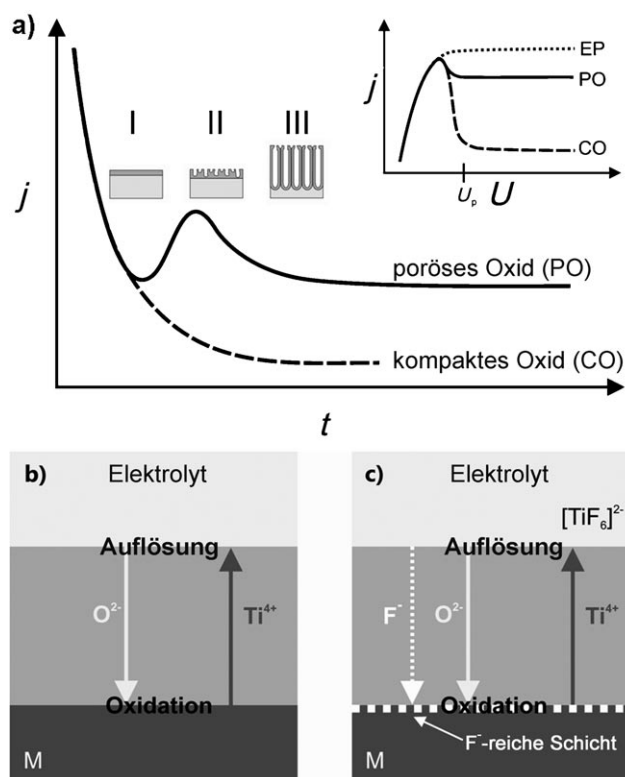 a)
j
I
II
III
j
EP
PO
CO
Uₚ
U
poröses Oxid (PO)
kompaktes Oxid (CO)
t
b)
Elektrolyt
Auflösung
O²⁻
Ti⁴⁺
Oxidation
M
c)
Elektrolyt
[TiF₆]²⁻
Auflösung
F⁻
O²⁻
Ti⁴⁺
Oxidation
F⁻-reiche Schicht
M